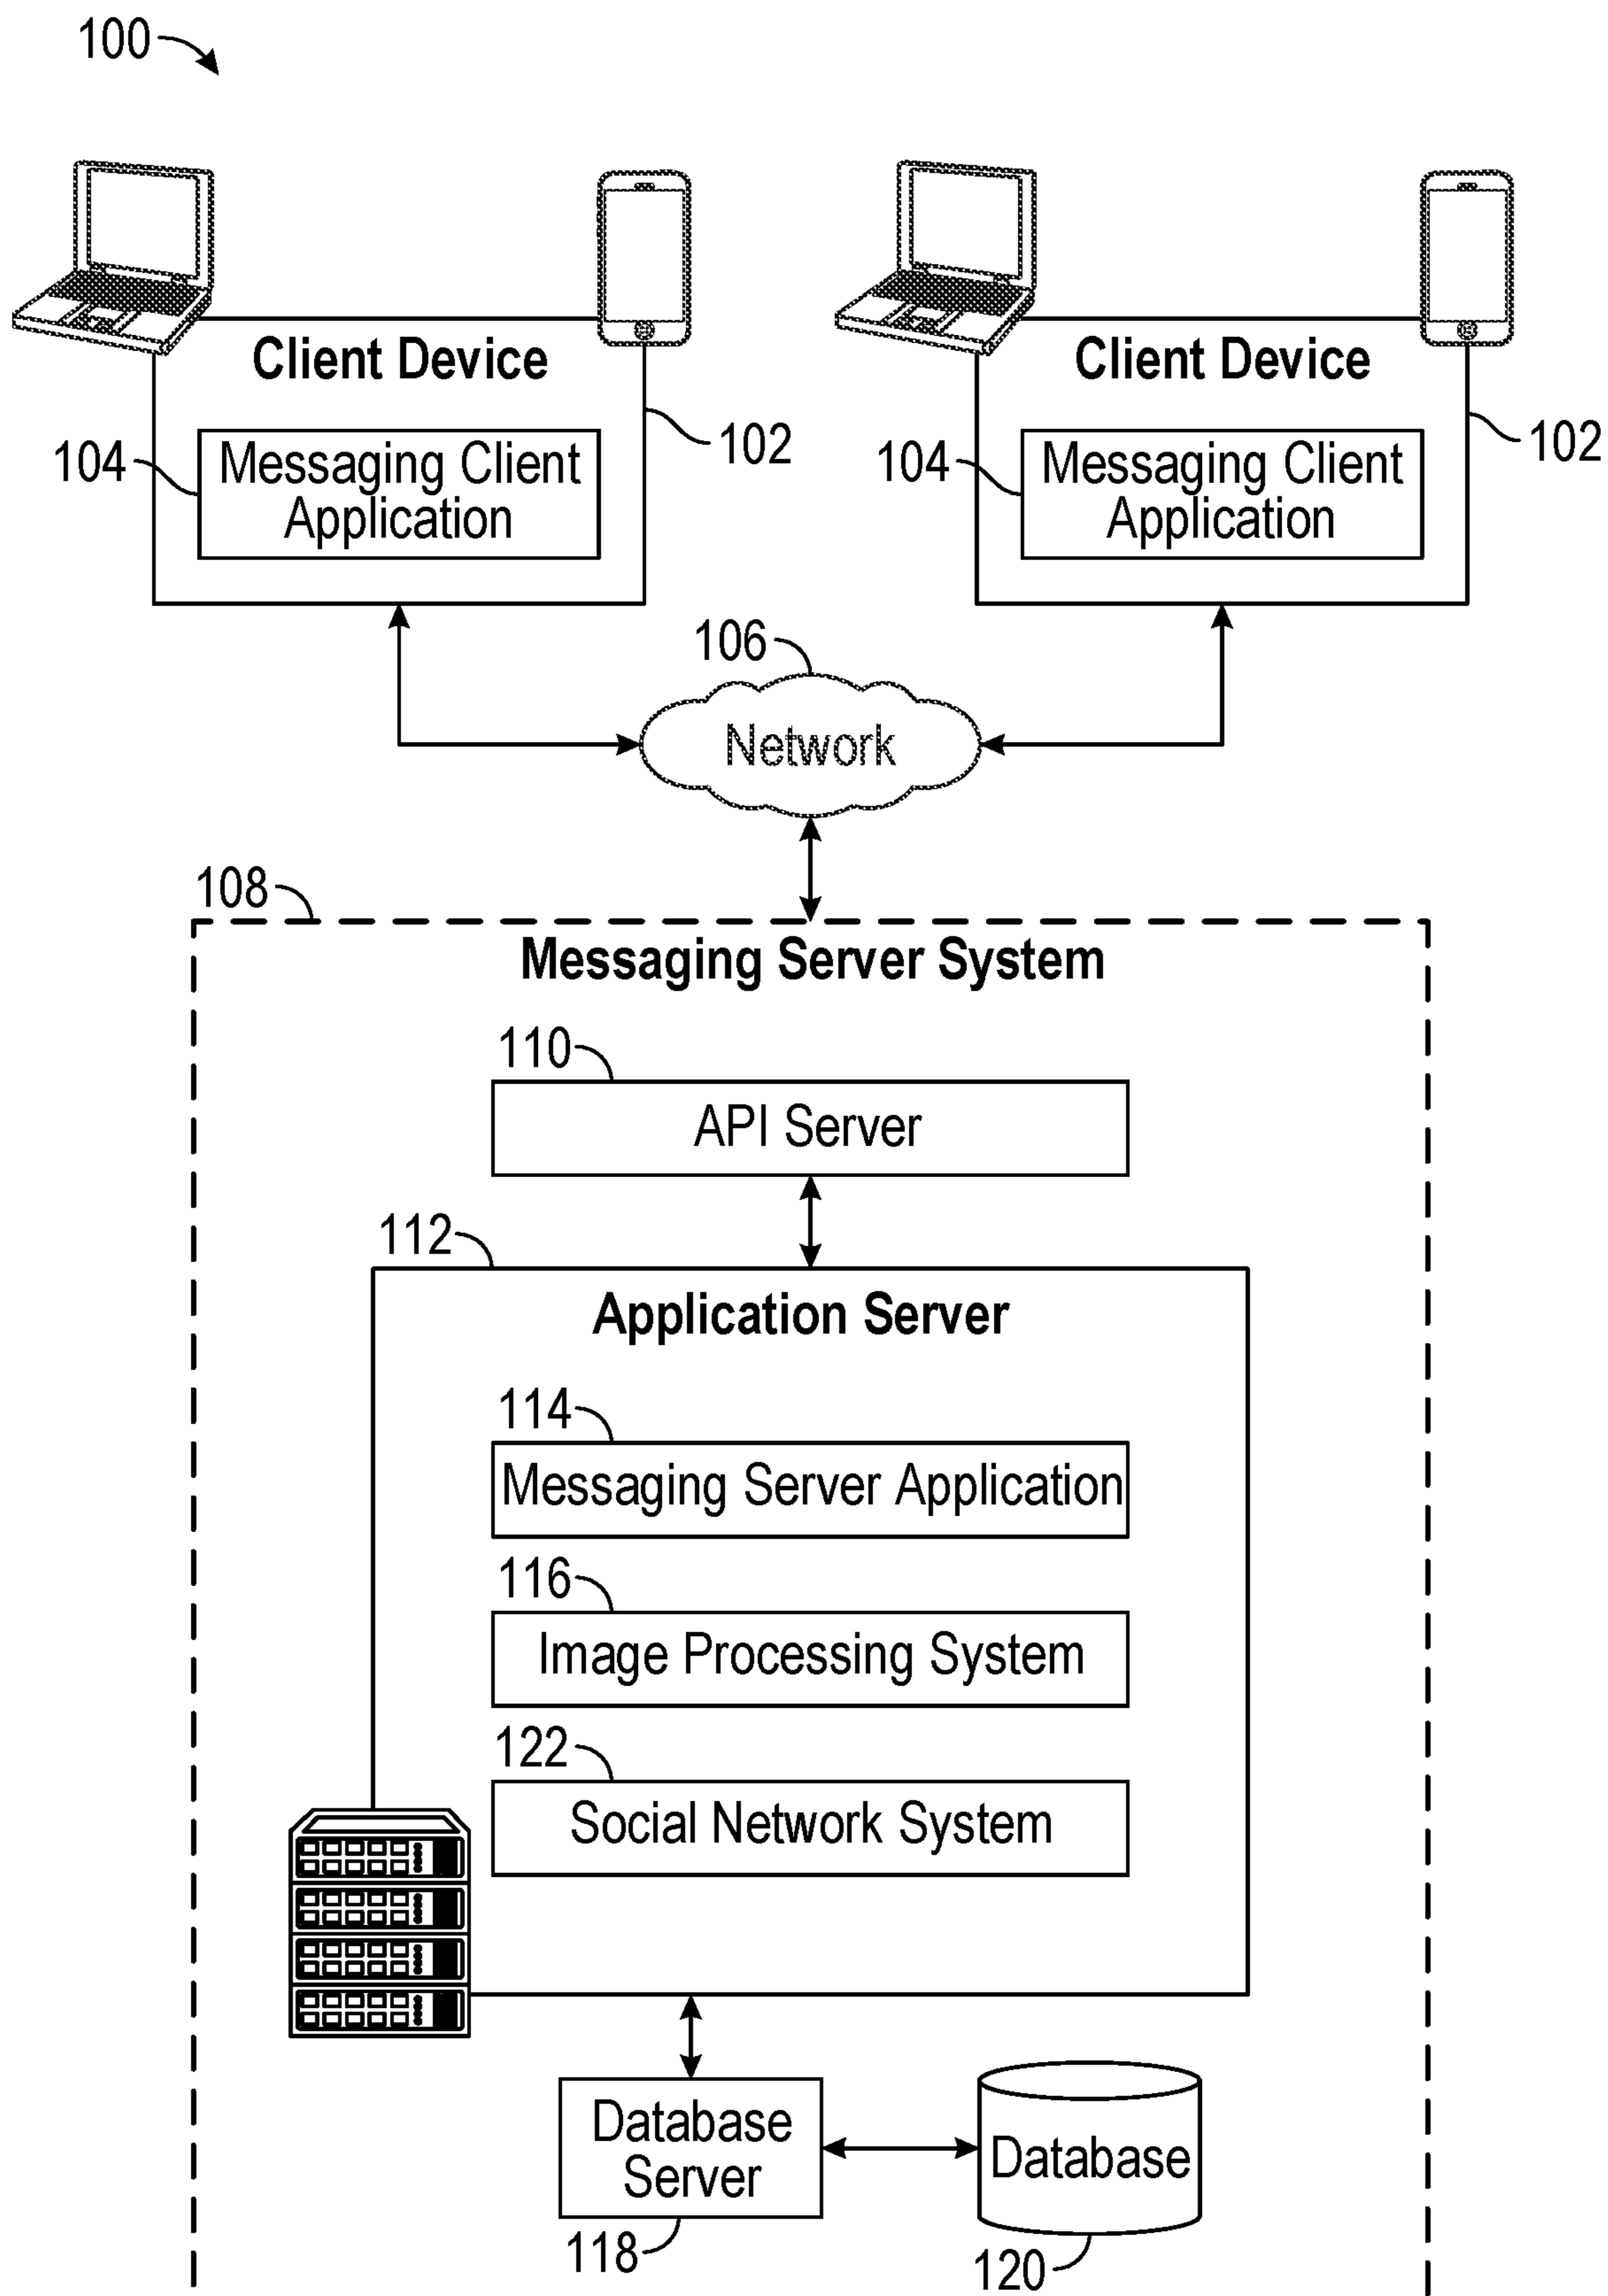 100
Client Device
102
104
Messaging Client
Application
Client Device
102
104
Messaging Client
Application
106
Network
108
Messaging Server System
110
API Server
112
Application Server
114
Messaging Server Application
116
Image Processing System
122
Social Network System
Database
Server
118
Database
120